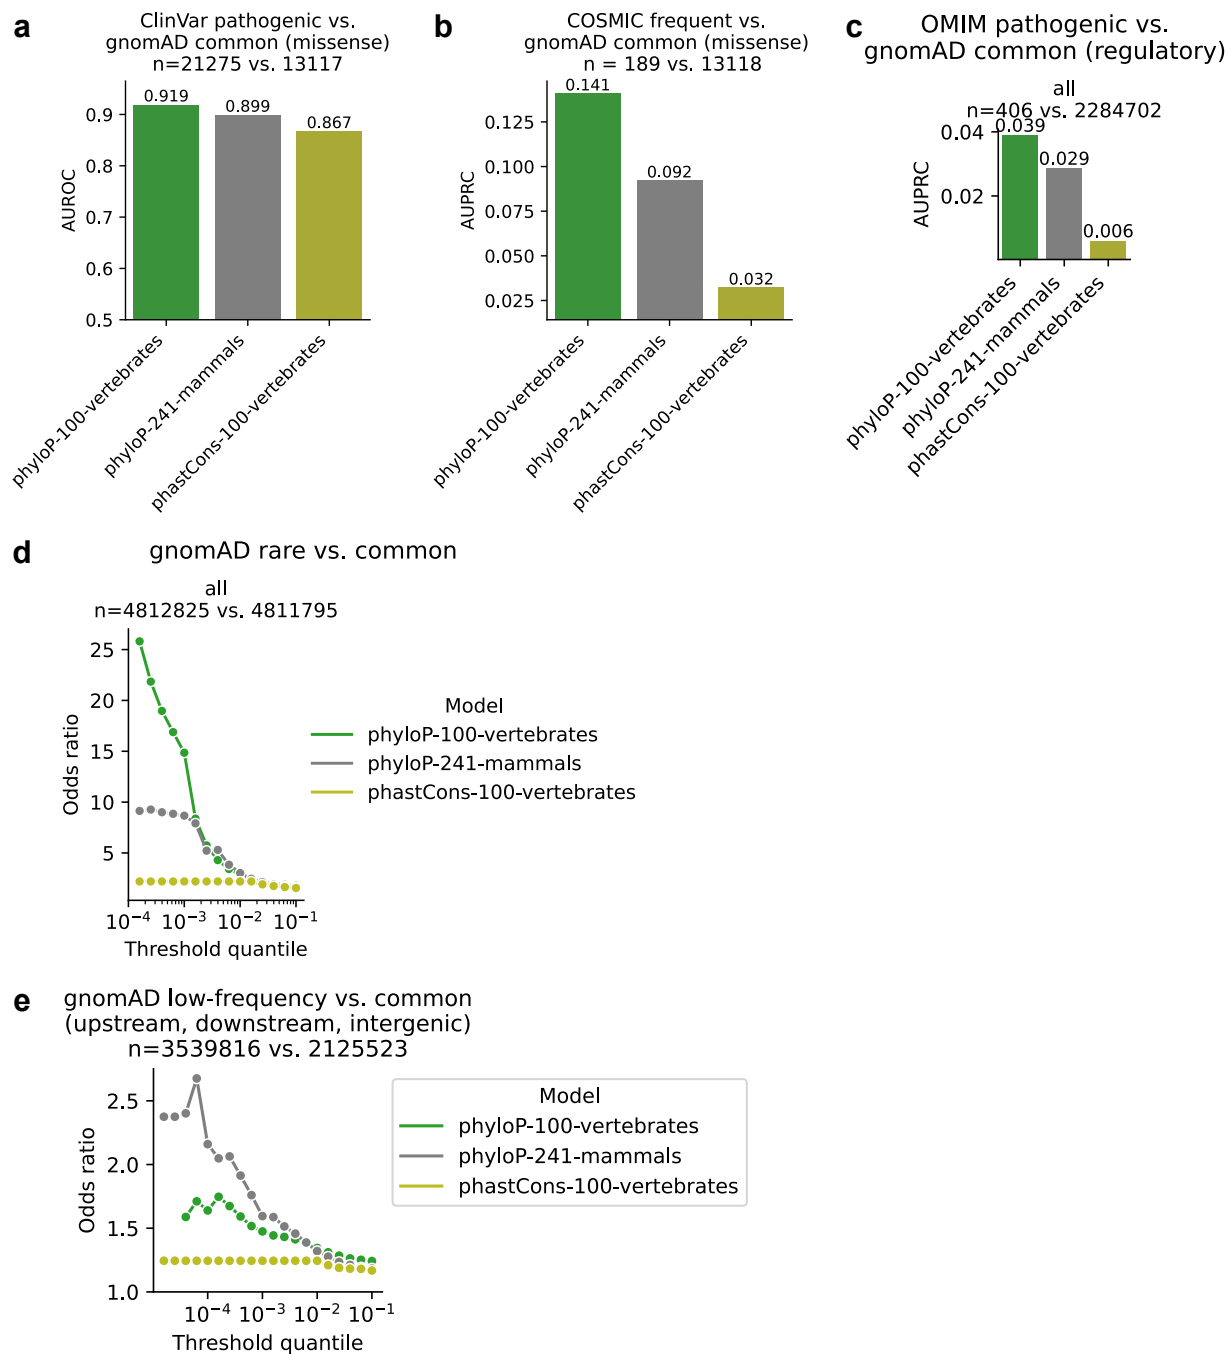 a
ClinVar pathogenic vs.
gnomAD common (missense)
n=21275 vs. 13117
0.919
0.899
0.867
0.9
0.8
0.7
0.6
0.5
AUROC
phyloP-100-vertebrates
phyloP-241-mammals
phastCons-100-vertebrates
b
COSMIC frequent vs.
gnomAD common (missense)
n = 189 vs. 13118
0.141
0.092
0.032
0.125
0.100
0.075
0.050
0.025
AUPRC
phyloP-100-vertebrates
phyloP-241-mammals
phastCons-100-vertebrates
c
OMIM pathogenic vs.
gnomAD common (regulatory)
all
n=406 vs. 2284702
0.039
0.029
0.006
0.04
0.02
AUPRC
phyloP-100-vertebrates
phyloP-241-mammals
phastCons-100-vertebrates
d
gnomAD rare vs. common
all
n=4812825 vs. 4811795
25
20
15
10
5
Odds ratio
10⁻⁴ 10⁻³ 10⁻² 10⁻¹
Threshold quantile
Model
phyloP-100-vertebrates
phyloP-241-mammals
phastCons-100-vertebrates
e
gnomAD low-frequency vs. common
(upstream, downstream, intergenic)
n=3539816 vs. 2125523
2.5
2.0
1.5
1.0
Odds ratio
10⁻⁴ 10⁻³ 10⁻² 10⁻¹
Threshold quantile
Model
phyloP-100-vertebrates
phyloP-241-mammals
phastCons-100-vertebrates